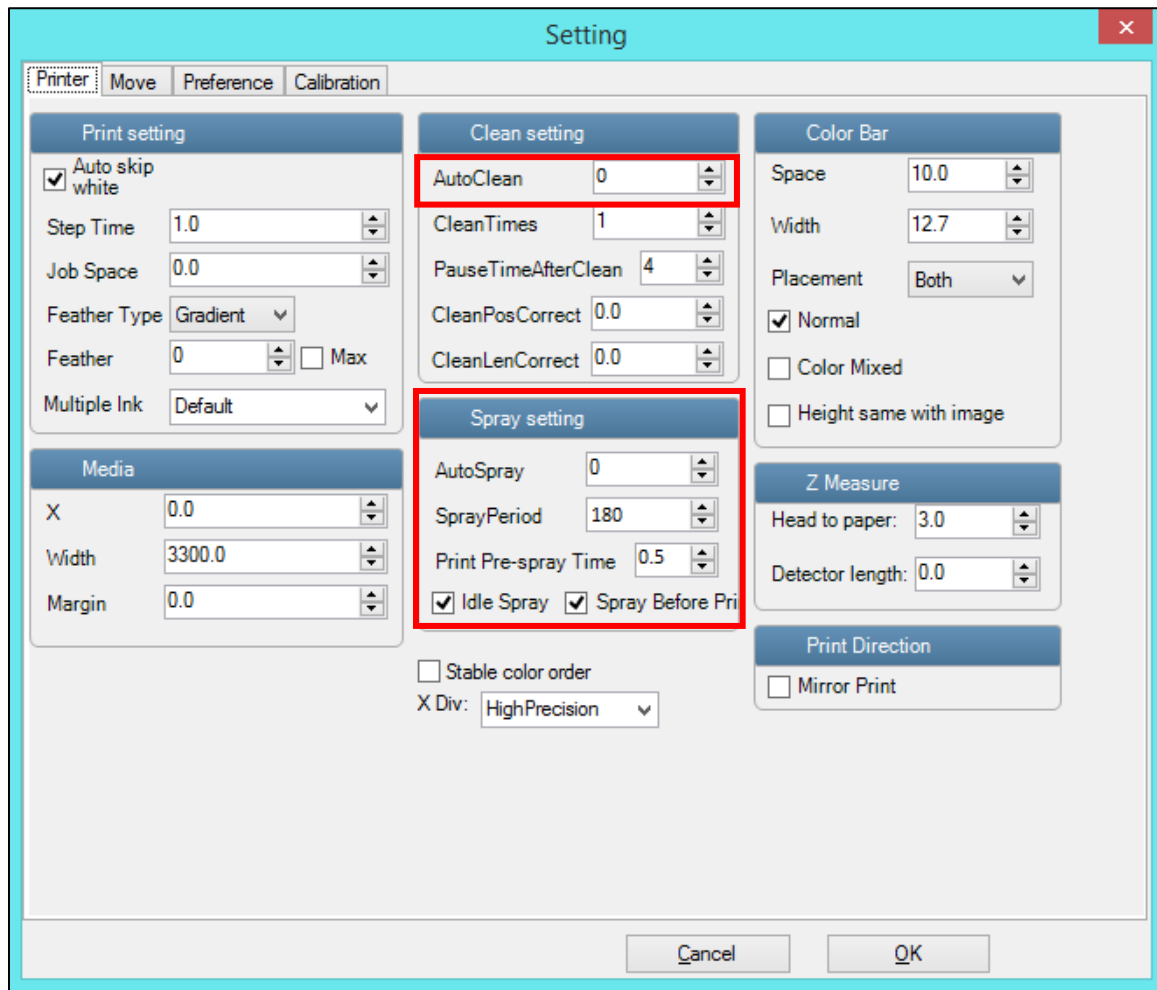 Setting
Printer Move Preference Calibration
Print setting
Auto skip
white
Step Time 1.0
Job Space 0.0
Feather Type Gradient
Feather 0 Max
Multiple Ink Default
Media
X 0.0
Width 3300.0
Margin 0.0
Clean setting
AutoClean 0
CleanTimes 1
PauseTimeAfterClean 4
CleanPosCorrect 0.0
CleanLenCorrect 0.0
Spray setting
AutoSpray 0
SprayPeriod 180
Print Pre-spray Time 0.5
Idle Spray Spray Before Pri
Stable color order
X Div: HighPrecision
Color Bar
Space 10.0
Width 12.7
Placement Both
Normal
Color Mixed
Height same with image
Z Measure
Head to paper: 3.0
Detector length: 0.0
Print Direction
Mirror Print
Cancel OK